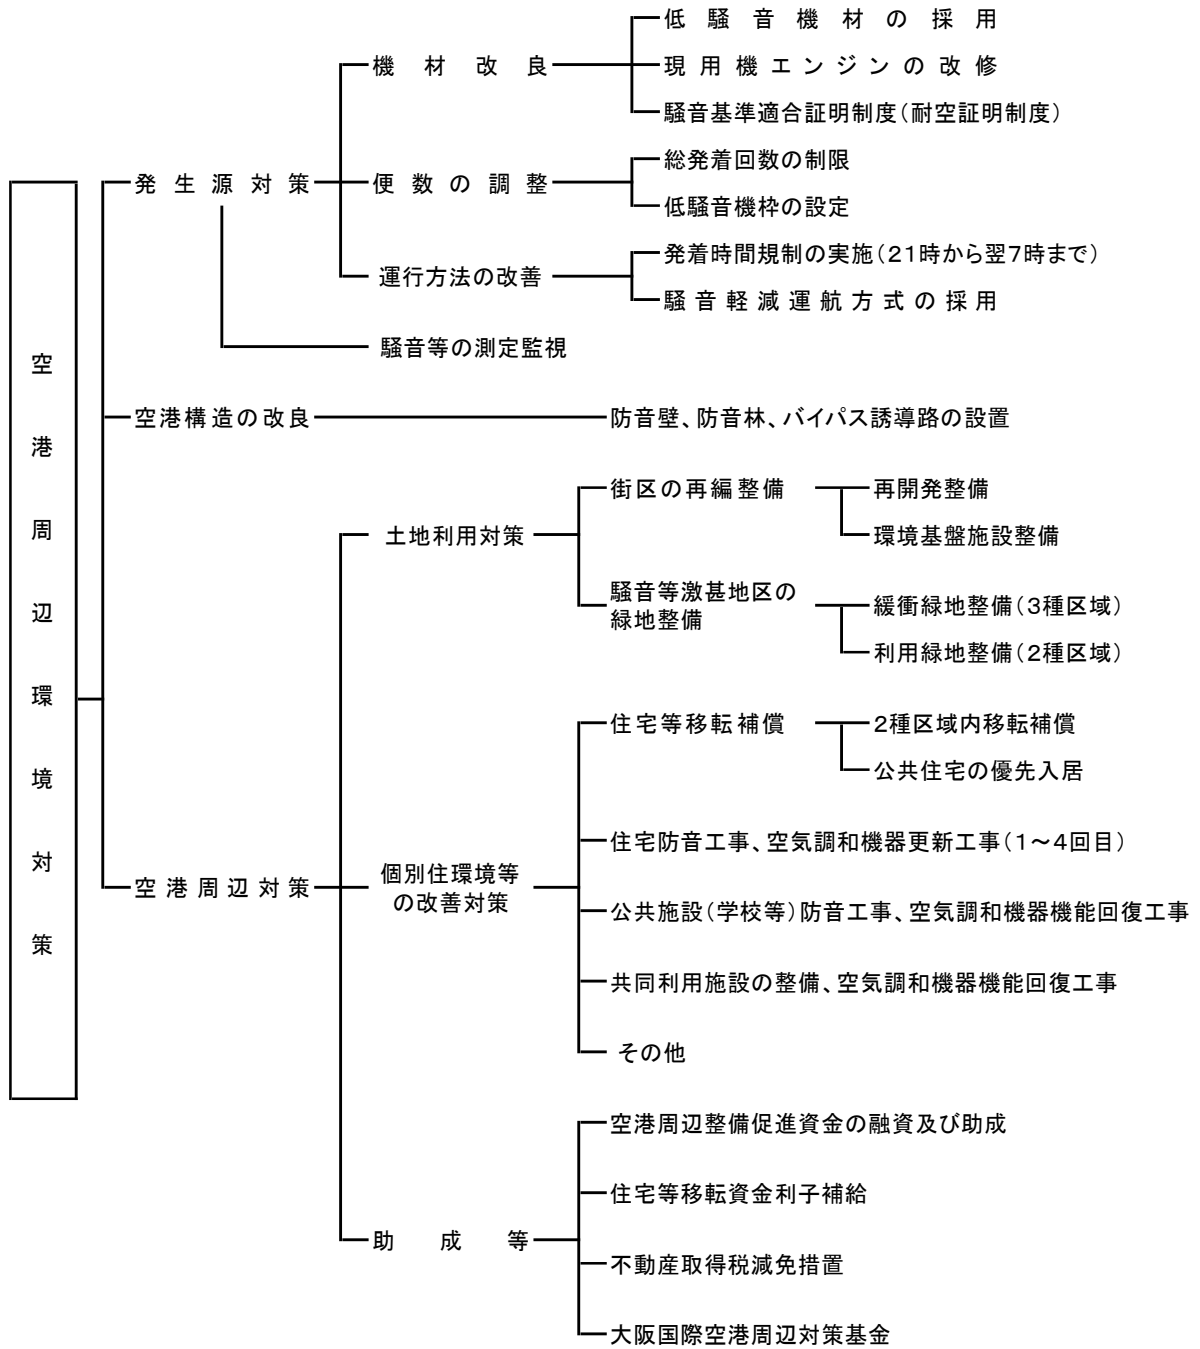 空港周辺環境対策
発生源対策
機材改良
低騒音機材の採用
現用機エンジンの改修
騒音基準適合証明制度(耐空証明制度)
便数の調整
総発着回数の制限
低騒音機枠の設定
運行方法の改善
発着時間規制の実施(21時から翌7時まで)
騒音軽減運航方式の採用
騒音等の測定監視
空港構造の改良
防音壁、防音林、バイパス誘導路の設置
空港周辺対策
土地利用対策
街区の再編整備
再開発整備
環境基盤施設整備
騒音等激甚地区の
緑地整備
緩衝緑地整備(3種区域)
利用緑地整備(2種区域)
個別住環境等
の改善対策
住宅等移転補償
2種区域内移転補償
公共住宅の優先入居
住宅防音工事、空気調和機器更新工事(1～4回目)
公共施設(学校等)防音工事、空気調和機器機能回復工事
共同利用施設の整備、空気調和機器機能回復工事
その他
助成等
空港周辺整備促進資金の融資及び助成
住宅等移転資金利子補給
不動産取得税減免措置
大阪国際空港周辺対策基金